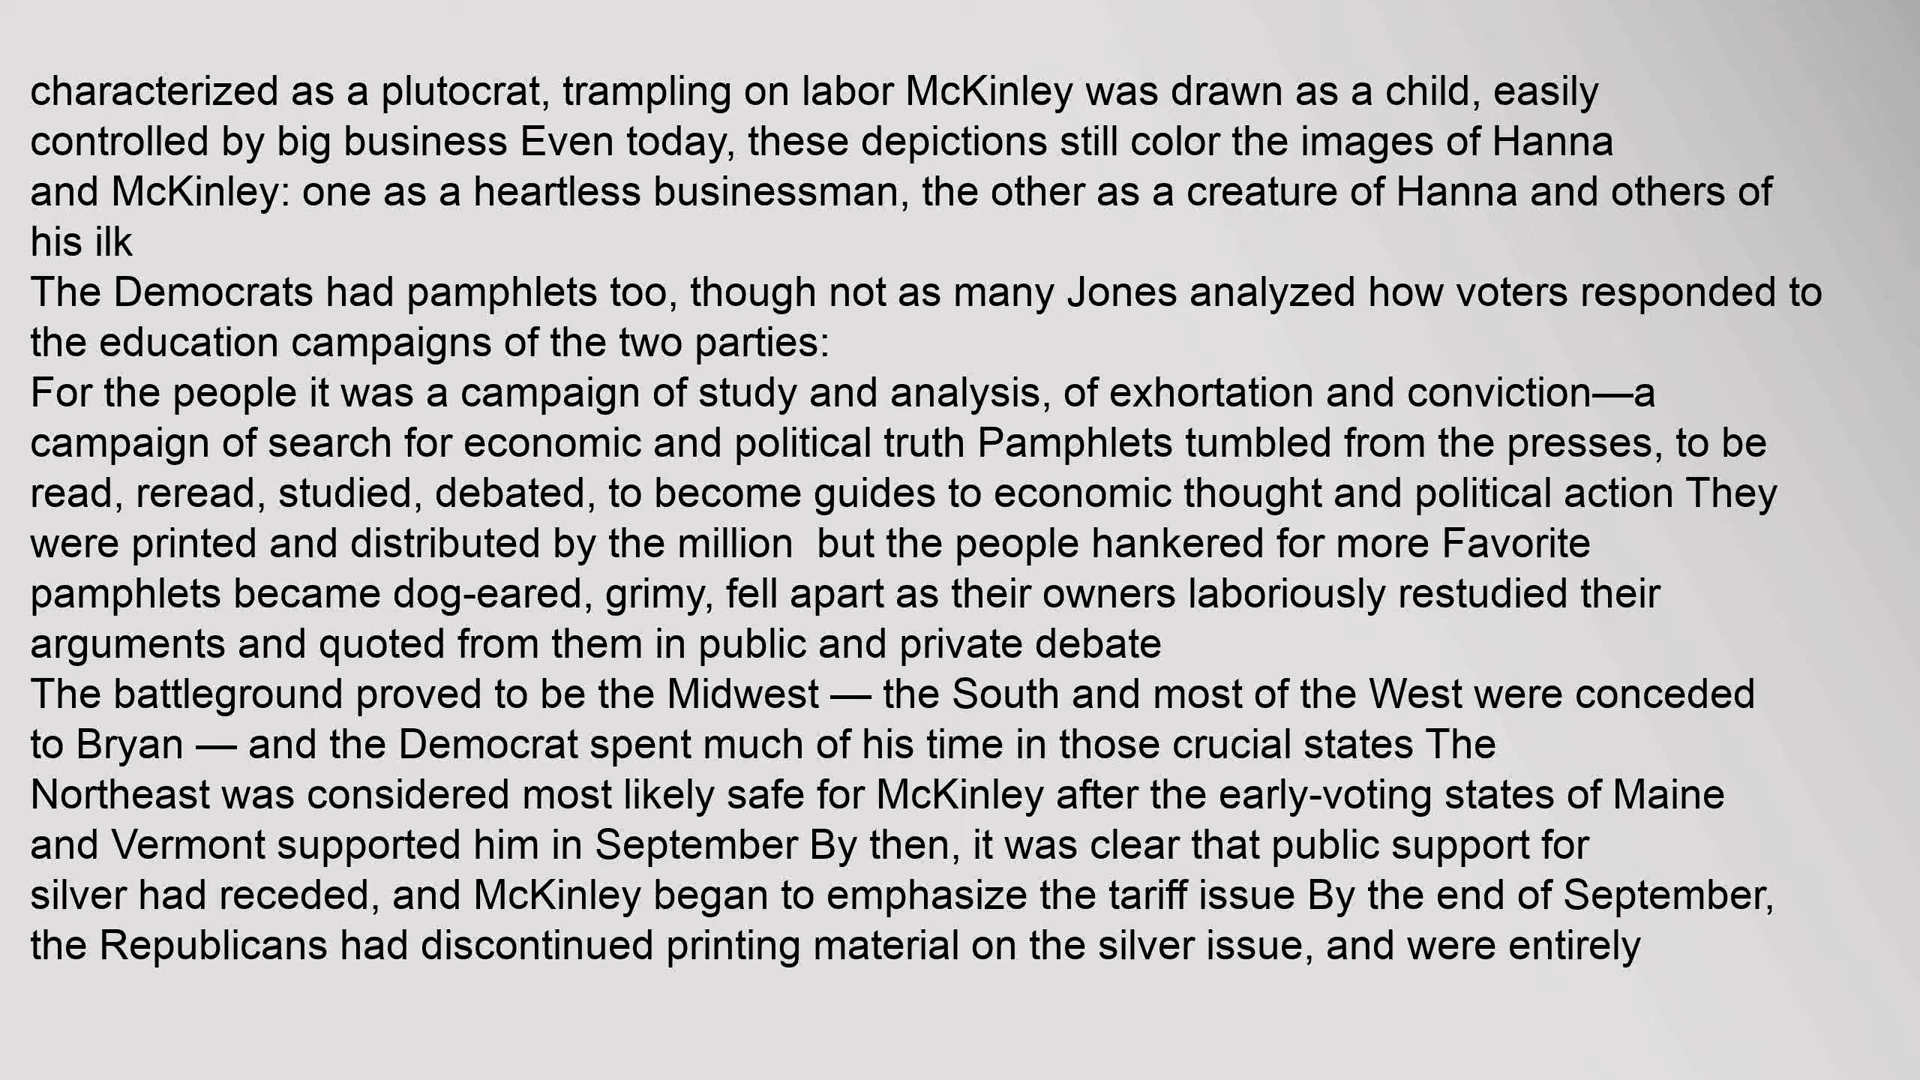 characterized as a plutocrat, trampling on labor McKinley was drawn as a child, easily
controlled by big business Even today, these depictions still color the images of Hanna
and McKinley: one as a heartless businessman, the other as a creature of Hanna and others of
his ilk
The Democrats had pamphlets too, though not as many Jones analyzed how voters responded to
the education campaigns of the two parties:
For the people it was a campaign of study and analysis, of exhortation and conviction—a
campaign of search for economic and political truth Pamphlets tumbled from the presses, to be
read, reread, studied, debated, to become guides to economic thought and political action They
were printed and distributed by the million  but the people hankered for more Favorite
pamphlets became dog-eared, grimy, fell apart as their owners laboriously restudied their
arguments and quoted from them in public and private debate
The battleground proved to be the Midwest — the South and most of the West were conceded
to Bryan — and the Democrat spent much of his time in those crucial states The
Northeast was considered most likely safe for McKinley after the early-voting states of Maine
and Vermont supported him in September By then, it was clear that public support for
silver had receded, and McKinley began to emphasize the tariff issue By the end of September,
the Republicans had discontinued printing material on the silver issue, and were entirely